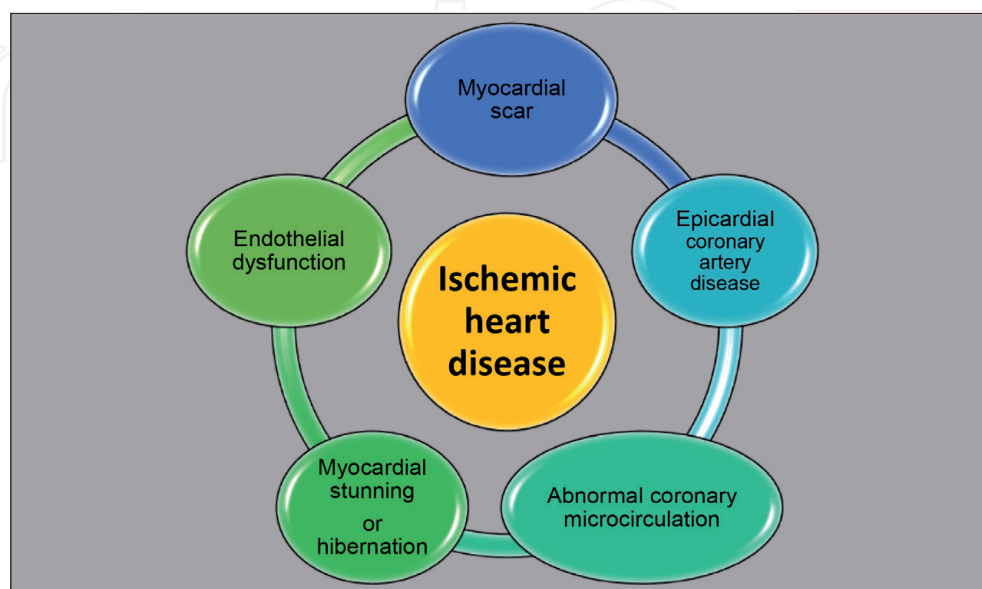 Myocardial
scar
Epicardial
coronary
artery
disease
Endothelial
dysfunction
Ischemic
heart
disease
Myocardial
stunning
or
hibernation
Abnormal coronary
microcirculation